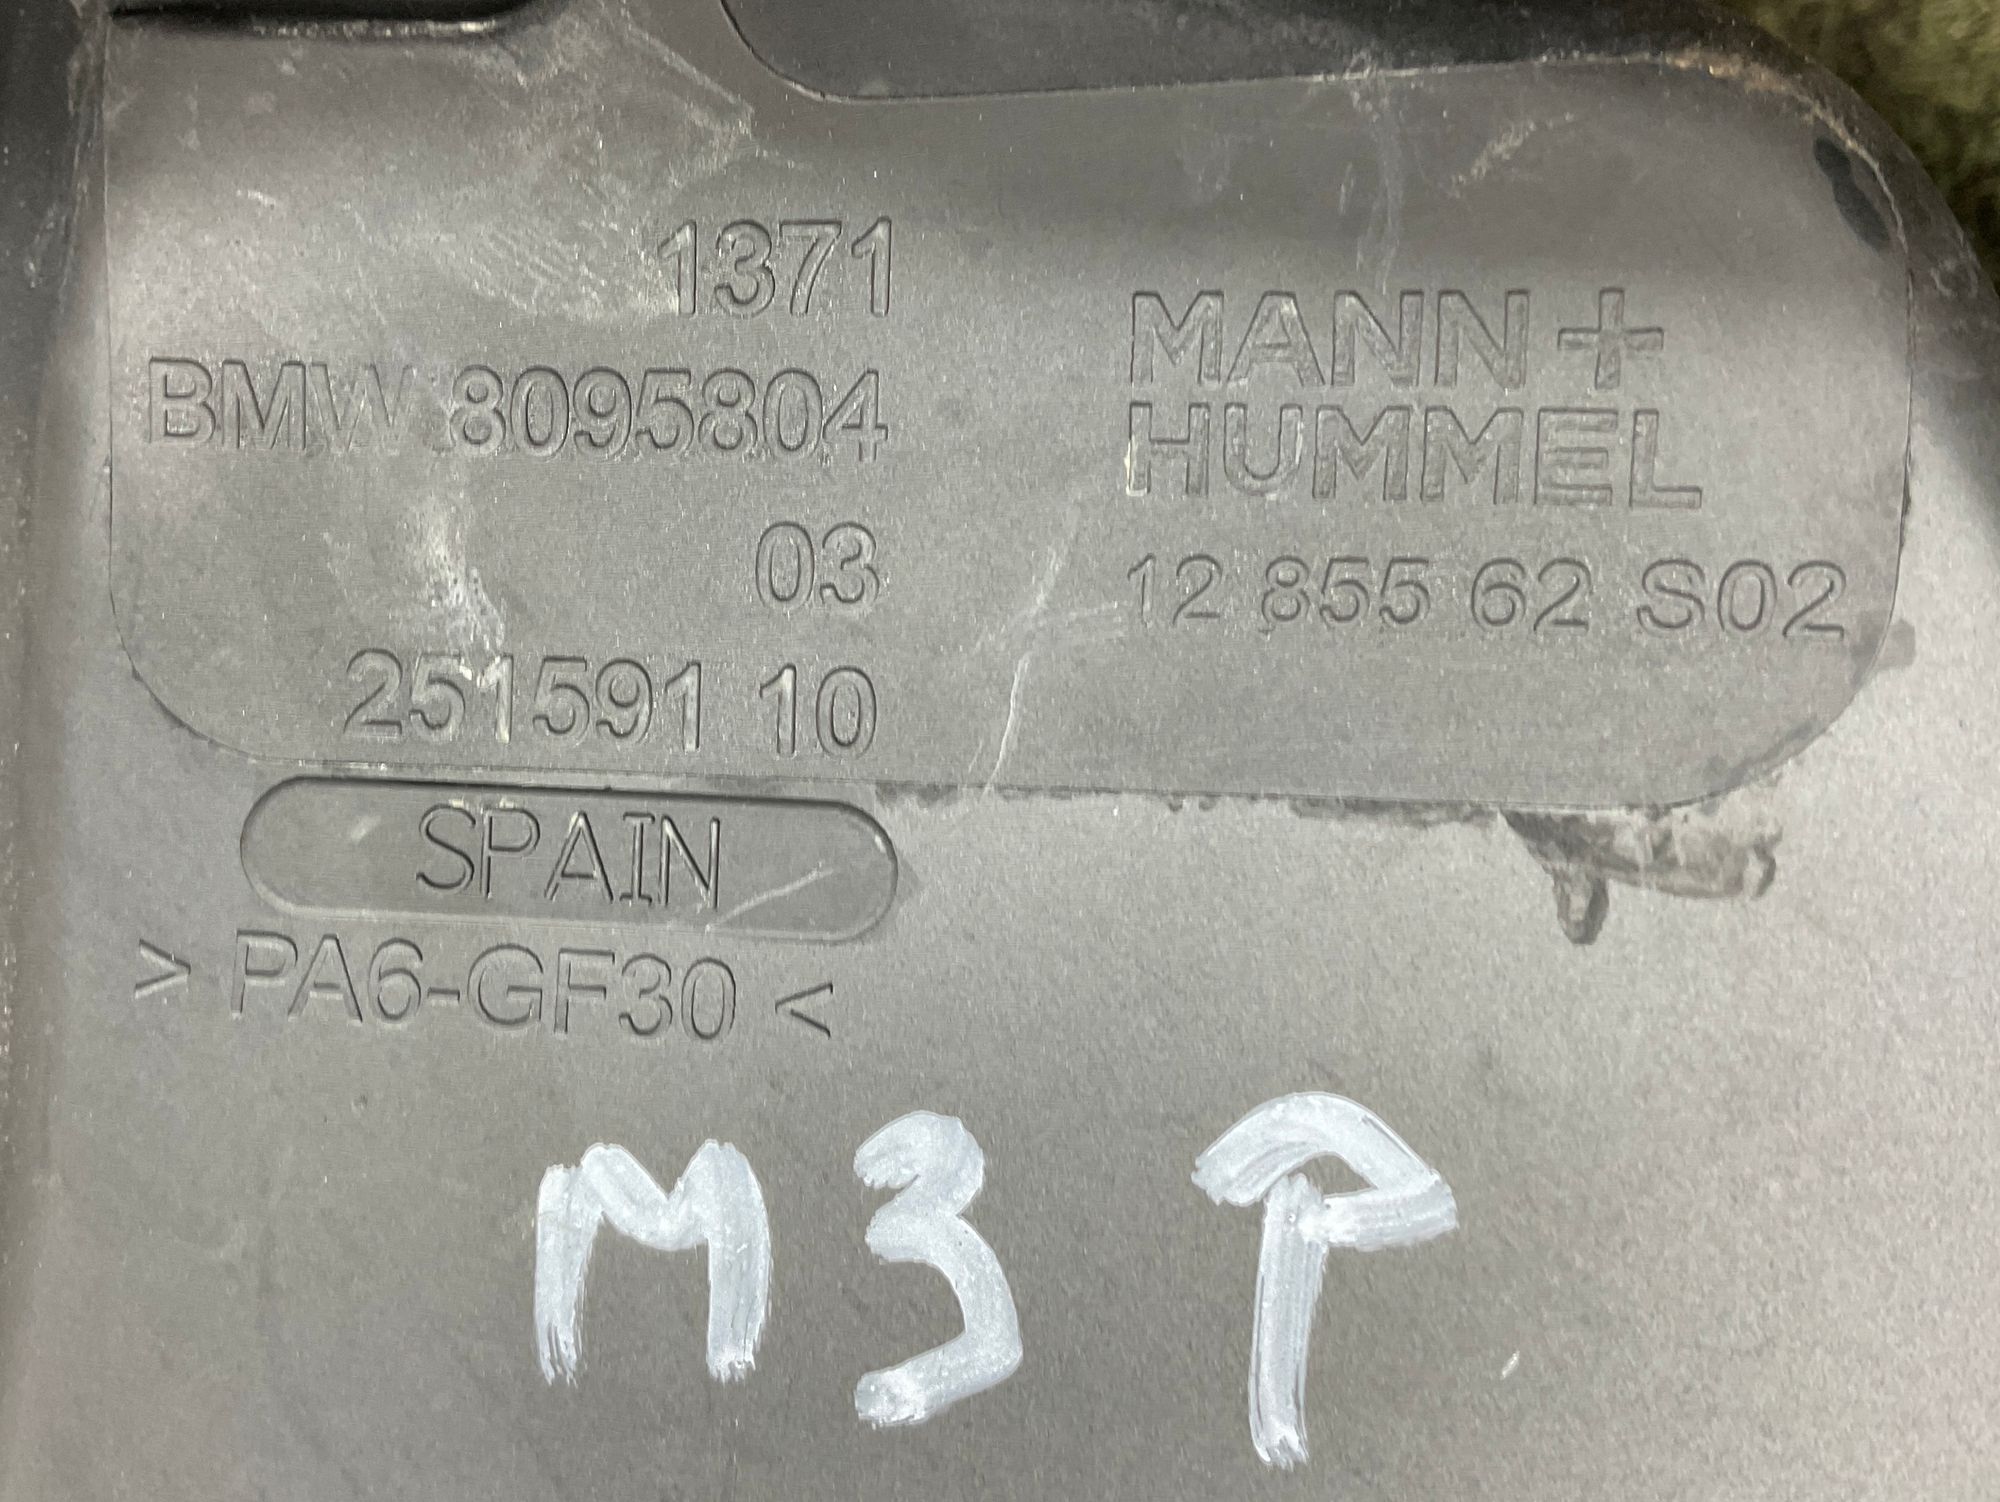 1371
BMW 8095804
03
251591 10
MANN+
HUMMEL
12 855 62 S02
SPAIN
> PA6-GF30 <
M3 P